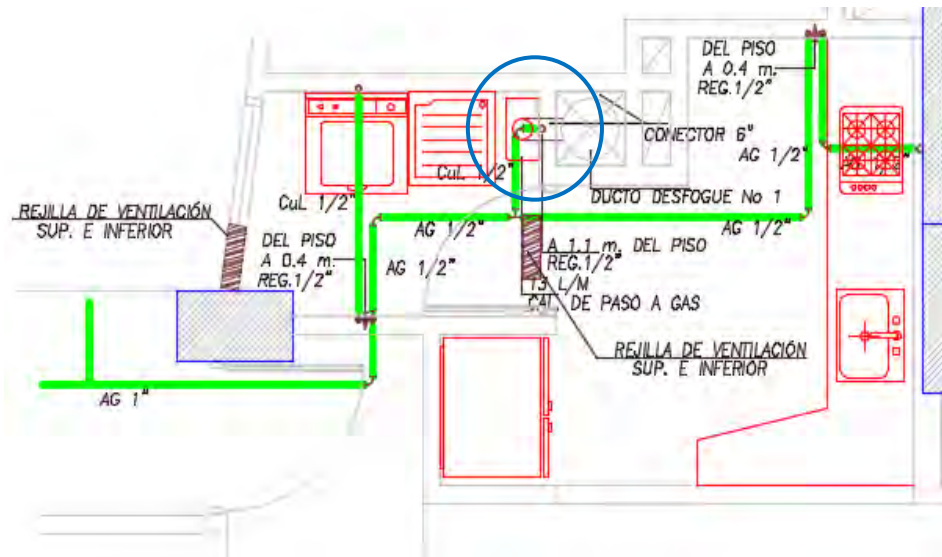 DEL PISO
A 0.4 m.
REG.1/2"
CONECTOR 6"
AG 1/2"
CuL 1/2"
DUCTO DESFOGUE No 1
CuL 1/2"
REJILLA DE VENTILACIÓN
SUP. E INFERIOR
AG 1/2"
AG 1/2"
DEL PISO
A 0.4 m.
REG.1/2"
AG 1/2"
A 1.1 m. DEL PISO
REG.1/2"
13 L/M
CAL. DE PASO A GAS
REJILLA DE VENTILACIÓN
SUP. E INFERIOR
AG 1"